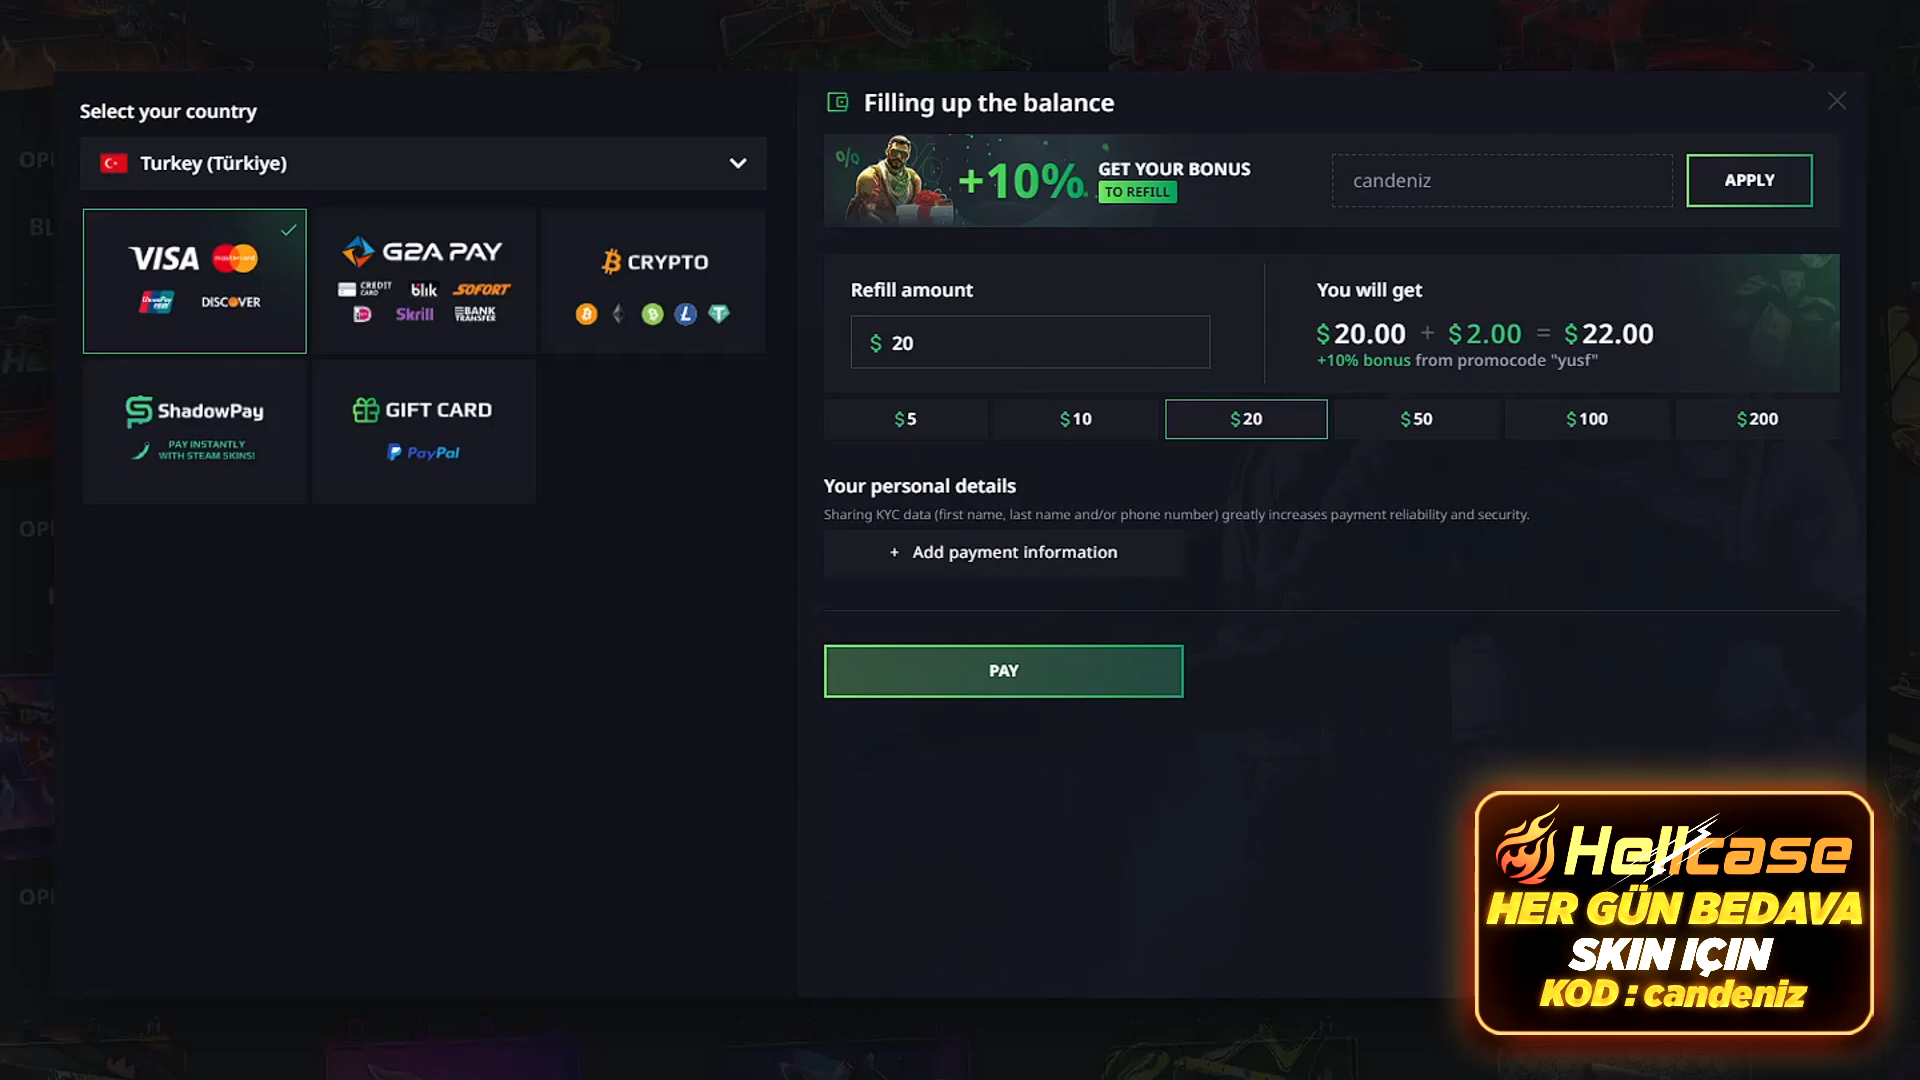 Select your country
Turkey (Türkiye)
VISA mastercard
UnionPay DISCOVER
G2A PAY
CREDIT CARD blik SOFORT
Skrill BANK TRANSFER
CRYPTO
ShadowPay
PAY INSTANTLY
WITH STEAM SKINS!
GIFT CARD
PayPal
Filling up the balance
% +10% GET YOUR BONUS
TO REFILL
candeniz
APPLY
Refill amount
$ 20
You will get
$20.00 + $2.00 = $22.00
+10% bonus from promocode "yusf"
$5 $10 $20 $50 $100 $200
Your personal details
Sharing KYC data (first name, last name and/or phone number) greatly increases payment reliability and security.
+ Add payment information
PAY
Hellcase
HER GÜN BEDAVA
SKIN IÇIN
KOD : candeniz